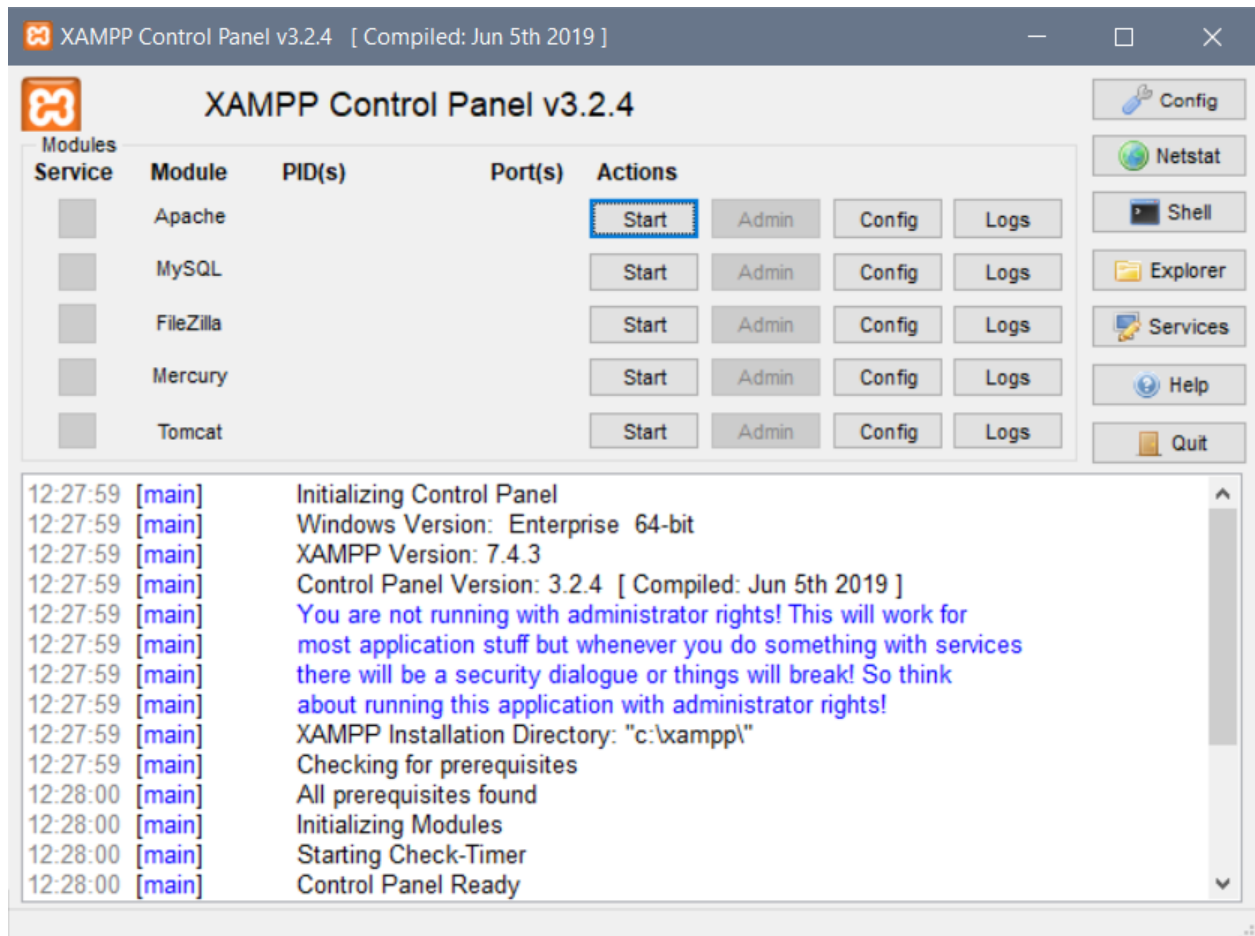 XAMPP Control Panel v3.2.4 [ Compiled: Jun 5th 2019 ]
XAMPP Control Panel v3.2.4
Config
Modules
Service Module PID(s) Port(s) Actions
Netstat
Apache Start Admin Config Logs
Shell
MySQL Start Admin Config Logs
Explorer
FileZilla Start Admin Config Logs
Services
Mercury Start Admin Config Logs
Help
Tomcat Start Admin Config Logs
Quit
12:27:59 [main] Initializing Control Panel
12:27:59 [main] Windows Version: Enterprise 64-bit
12:27:59 [main] XAMPP Version: 7.4.3
12:27:59 [main] Control Panel Version: 3.2.4 [ Compiled: Jun 5th 2019 ]
12:27:59 [main] You are not running with administrator rights! This will work for
12:27:59 [main] most application stuff but whenever you do something with services
12:27:59 [main] there will be a security dialogue or things will break! So think
12:27:59 [main] about running this application with administrator rights!
12:27:59 [main] XAMPP Installation Directory: "c:\xampp\"
12:27:59 [main] Checking for prerequisites
12:28:00 [main] All prerequisites found
12:28:00 [main] Initializing Modules
12:28:00 [main] Starting Check-Timer
12:28:00 [main] Control Panel Ready